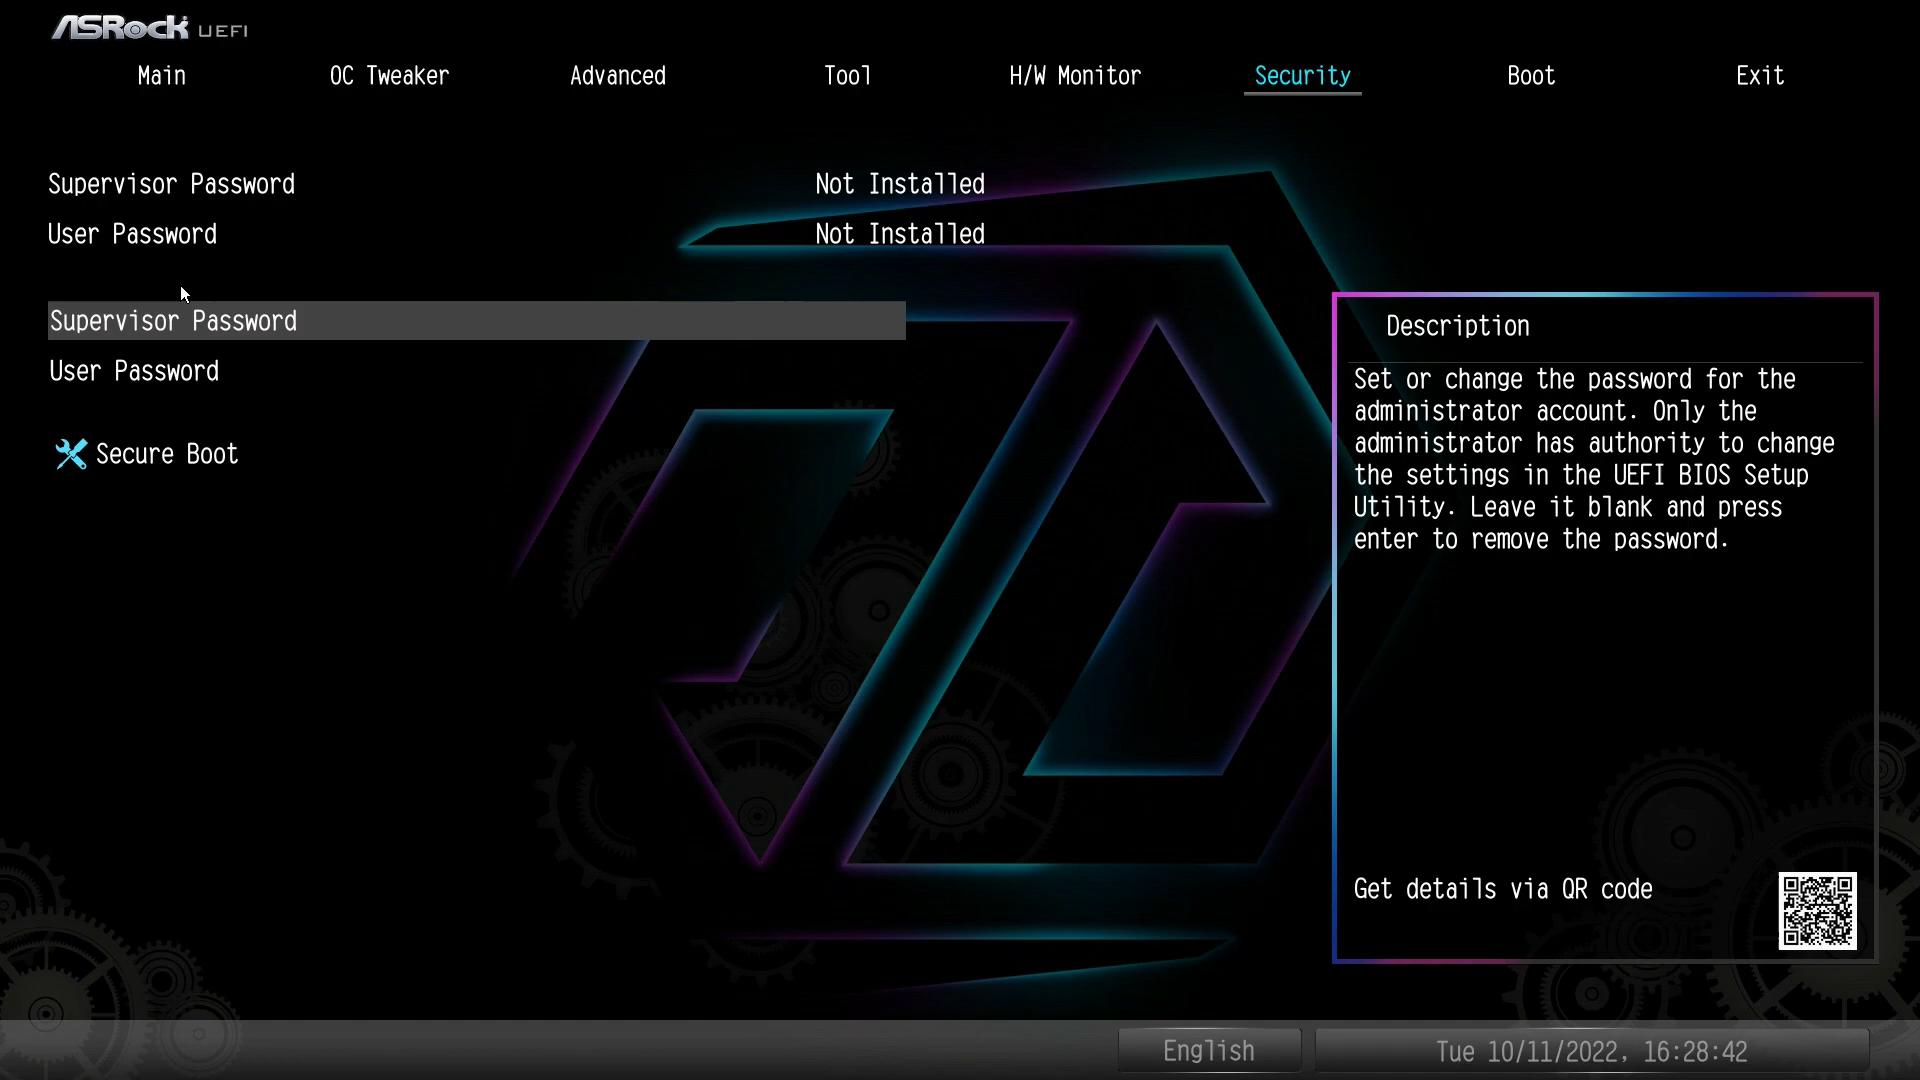 ASRock UEFI
Main OC Tweaker Advanced Tool H/W Monitor Security Boot Exit
Supervisor Password Not Installed
User Password Not Installed
Supervisor Password
User Password
Secure Boot
Description
Set or change the password for the
administrator account. Only the
administrator has authority to change
the settings in the UEFI BIOS Setup
Utility. Leave it blank and press
enter to remove the password.
Get details via QR code
English Tue 10/11/2022, 16:28:42